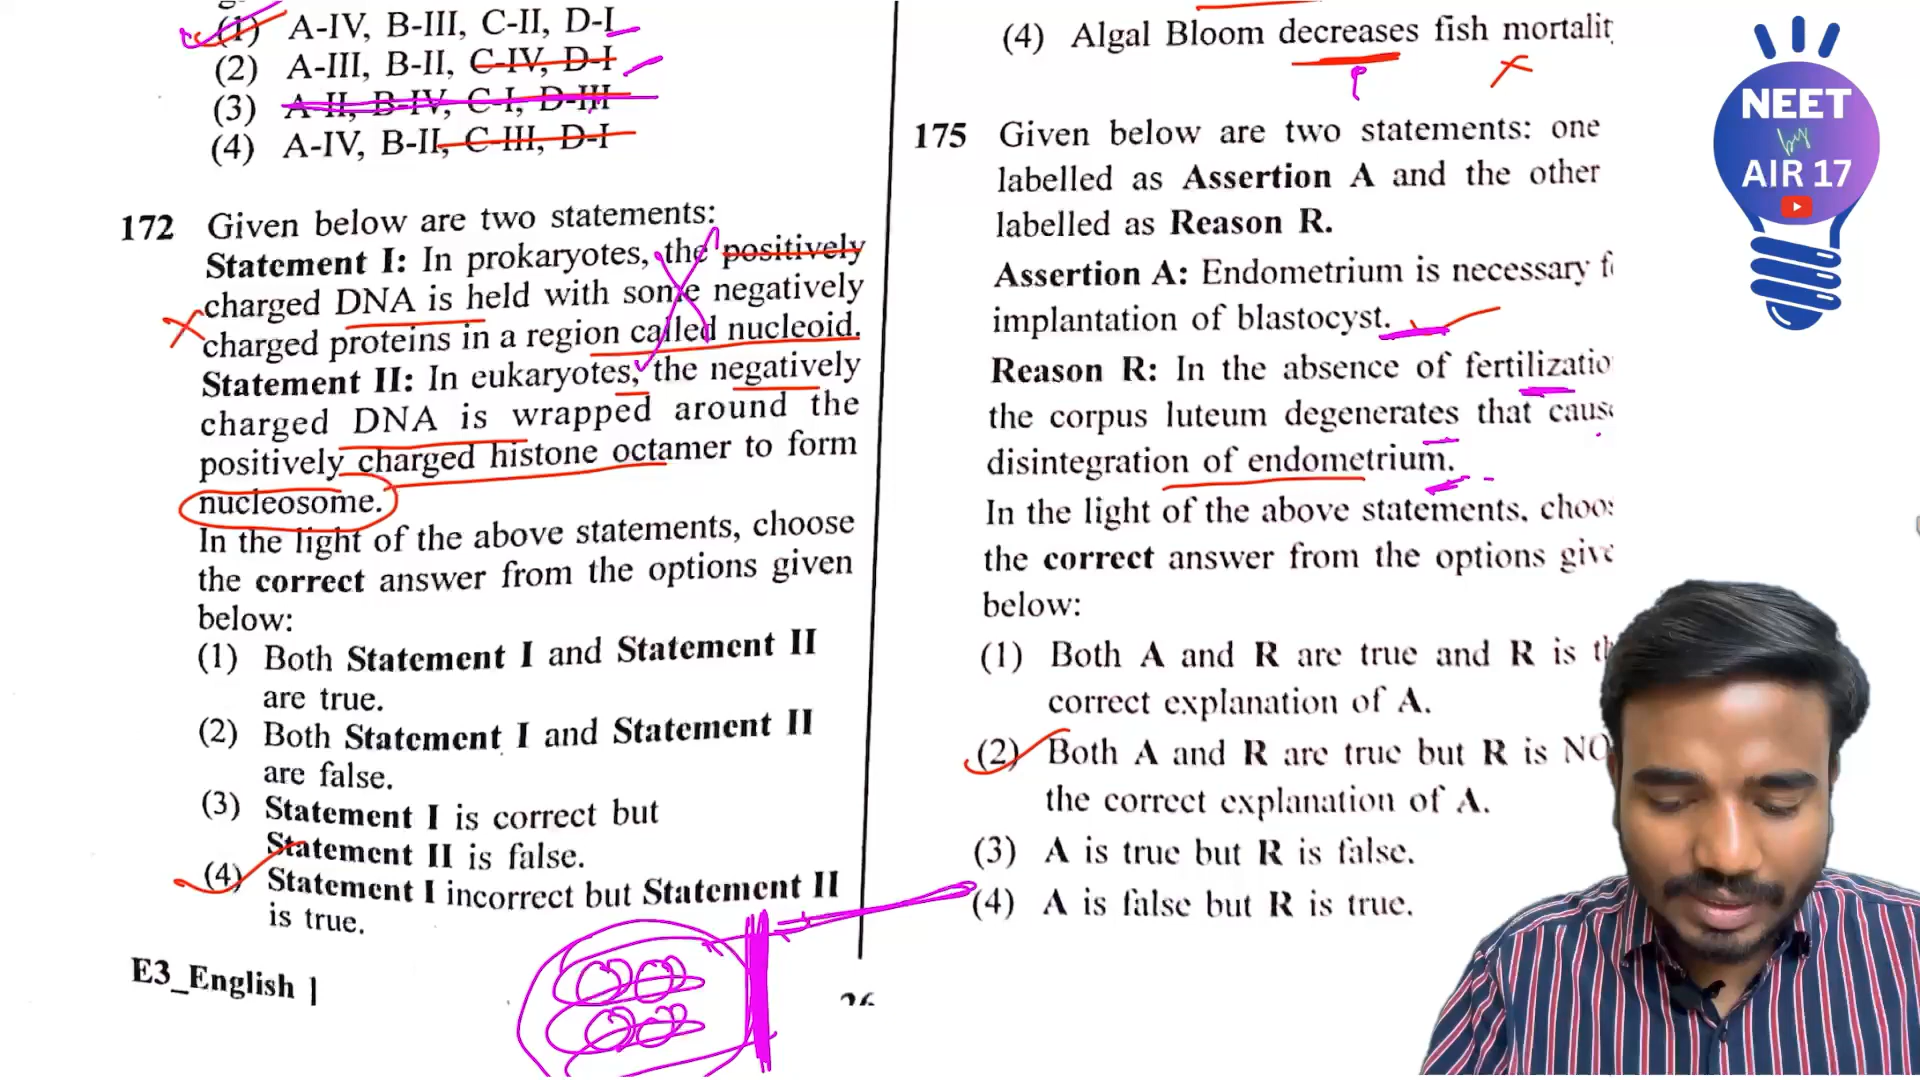 (1) A-IV, B-III, C-II, D-I
(2) A-III, B-II, C-IV, D-I
(3) A-II, B-IV, C-I, D-III
(4) A-IV, B-II, C-III, D-I
172 Given below are two statements:
Statement I: In prokaryotes, the positively
charged DNA is held with some negatively
charged proteins in a region called nucleoid.
Statement II: In eukaryotes, the negatively
charged DNA is wrapped around the
positively charged histone octamer to form
nucleosome.
In the light of the above statements, choose
the correct answer from the options given
below:
(1) Both Statement I and Statement II
are true.
(2) Both Statement I and Statement II
are false.
(3) Statement I is correct but
Statement II is false.
(4) Statement I incorrect but Statement II
is true.
E3_English |
(4) Algal Bloom decreases fish
175 Given below are two statements: one
labelled as Assertion A and the other
labelled as Reason R.
Assertion A: Endometrium is necessary
implantation of blastocyst.
Reason R: In the absence of
the corpus luteum degenerates that
disintegration of endometrium.
In the light of the above statements,
the correct answer from the options
below:
(1) Both A and R are true and R is
correct explanation of A.
(2) Both A and R are true but R is
the correct explanation of A.
(3) A is true but R is false.
(4) A is false but R is true.
NEET
by
AIR 17